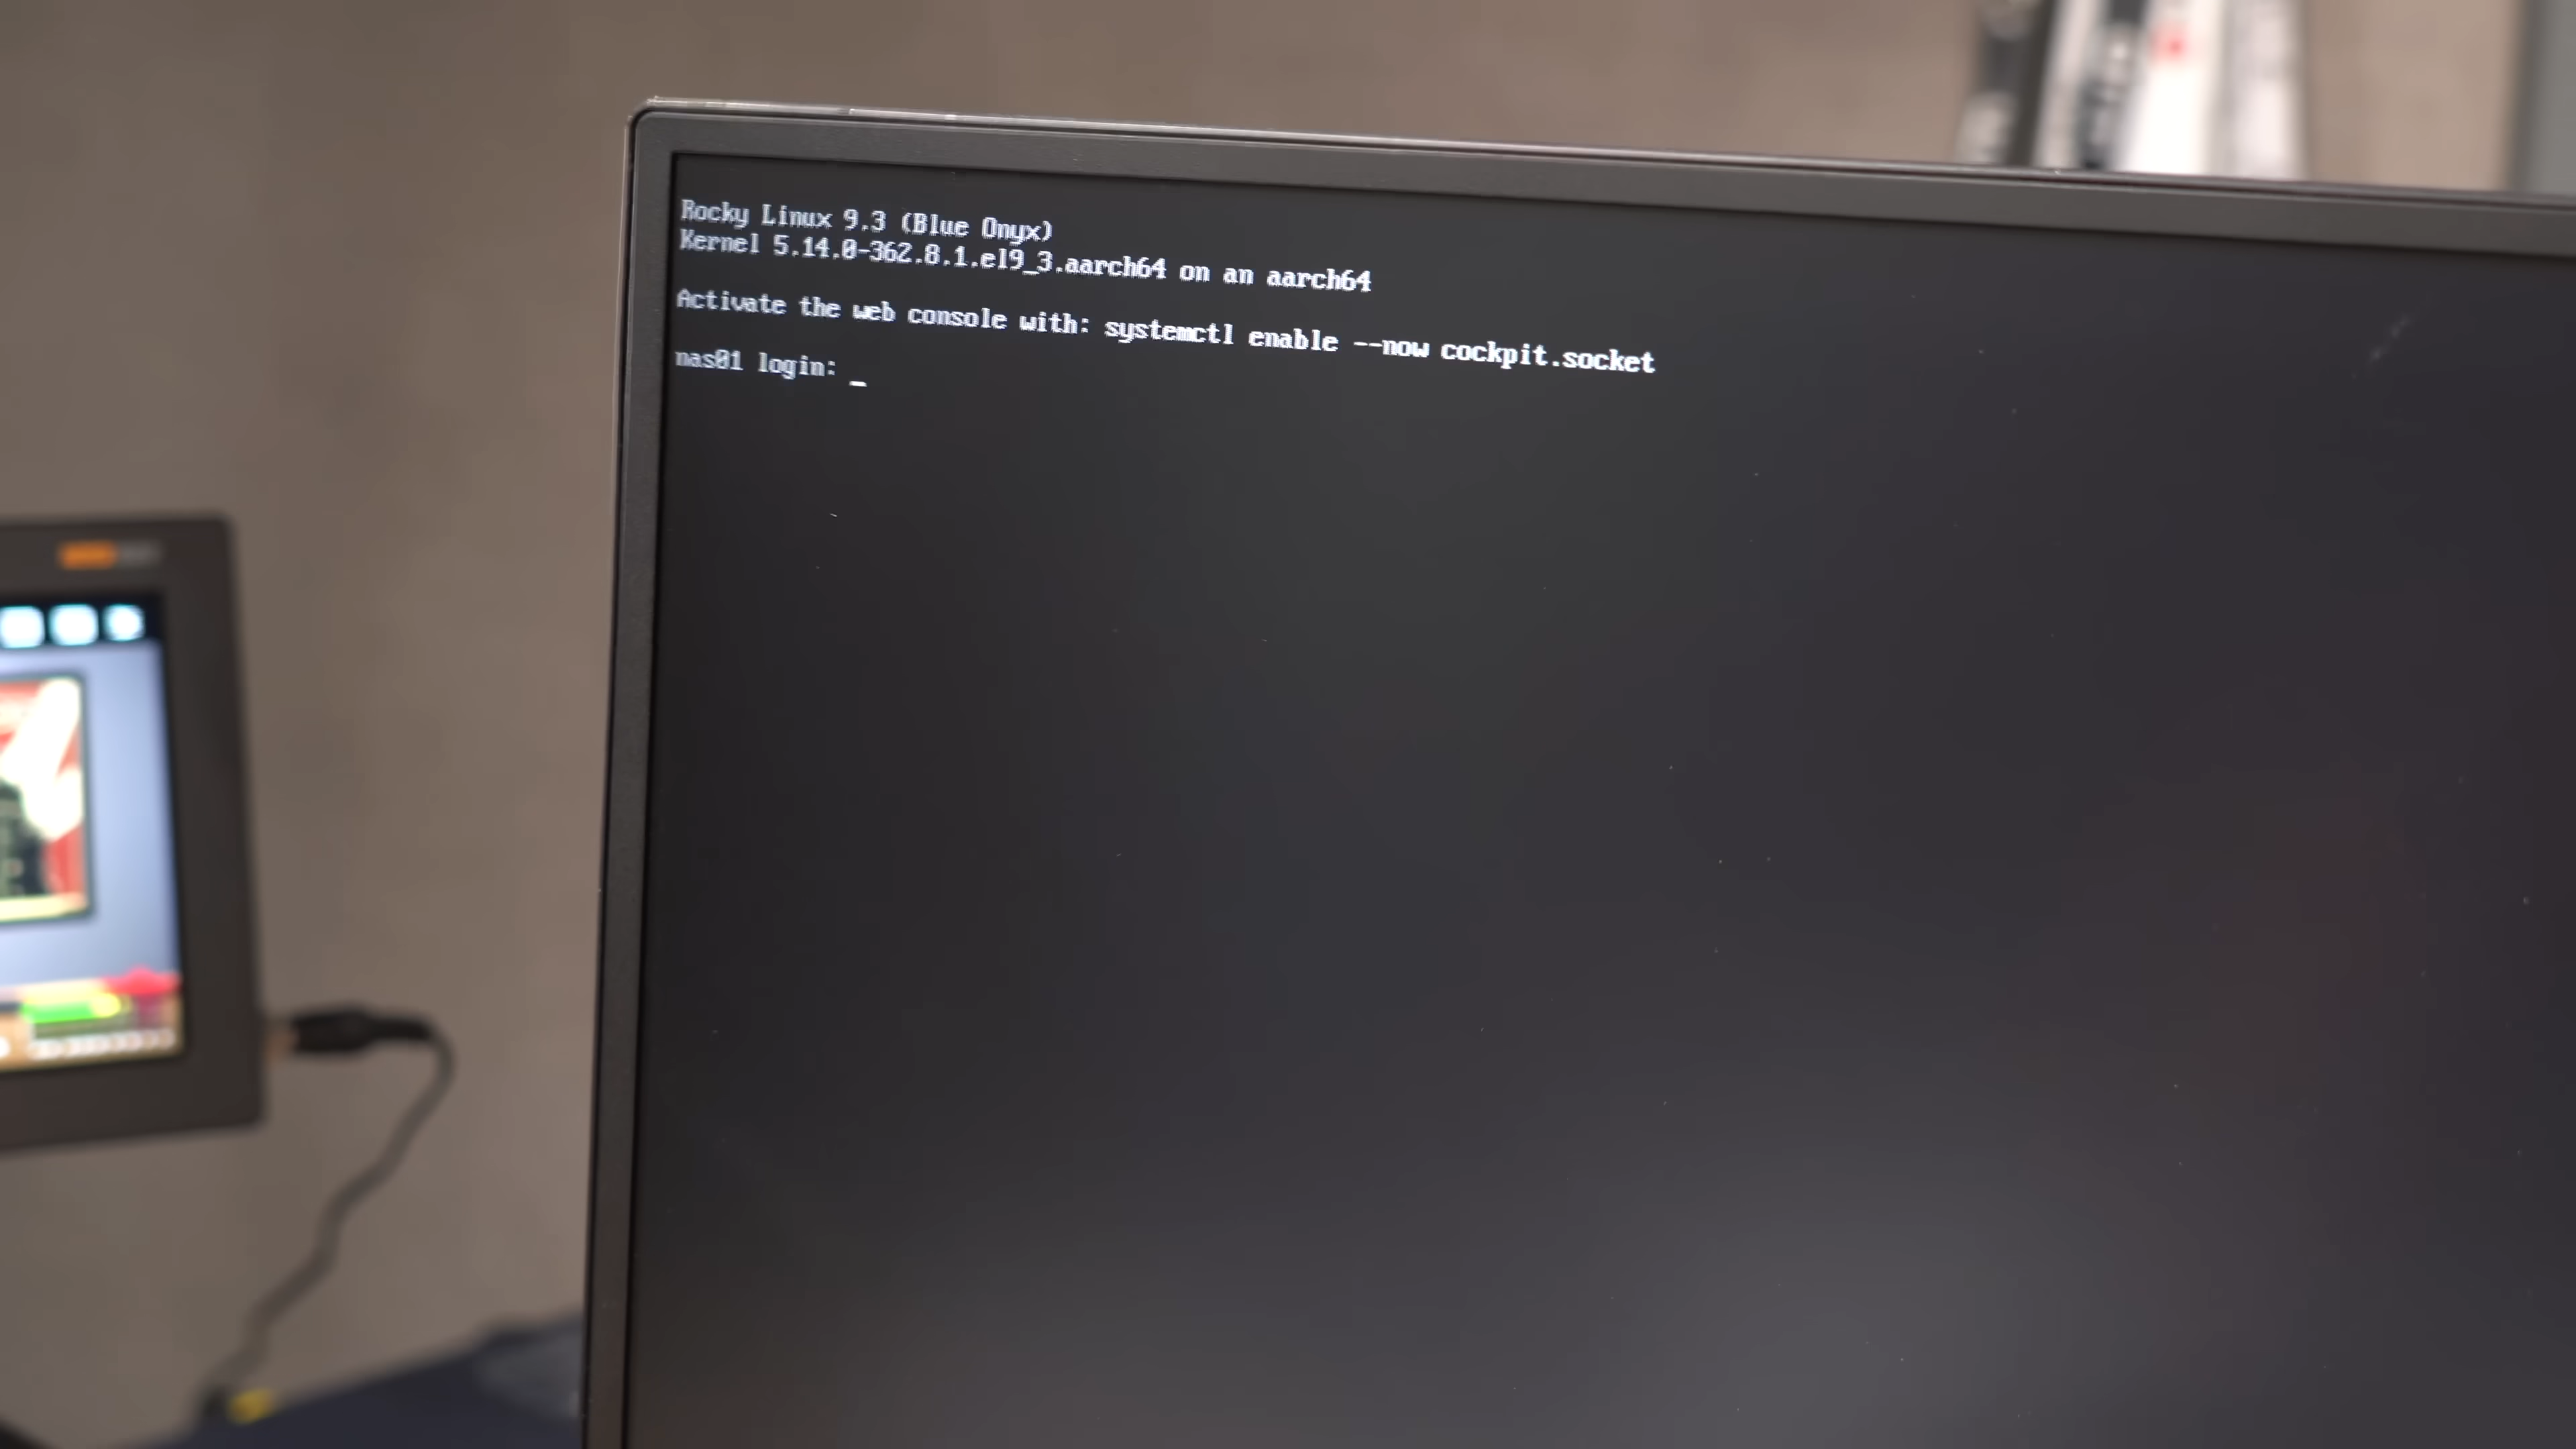 Rocky Linux 9.3 (Blue Onyx)
Kernel 5.14.0-362.8.1.el9_3.aarch64 on an aarch64
Activate the web console with: systemctl enable --now cockpit.socket
nas01 login: _